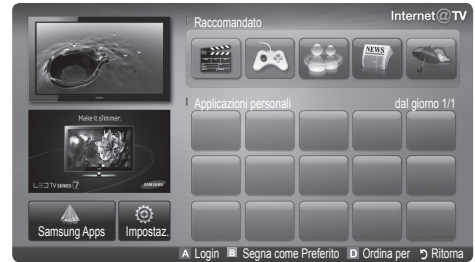 Internet@TV
Raccomandato
NEWS
Applicazioni personali dal giorno 1/1
Make it slimmer.
LED TV SERIES 7 SAMSUNG
Samsung Apps Impostaz.
A Login B Segna come Preferito D Ordina per Ritorna